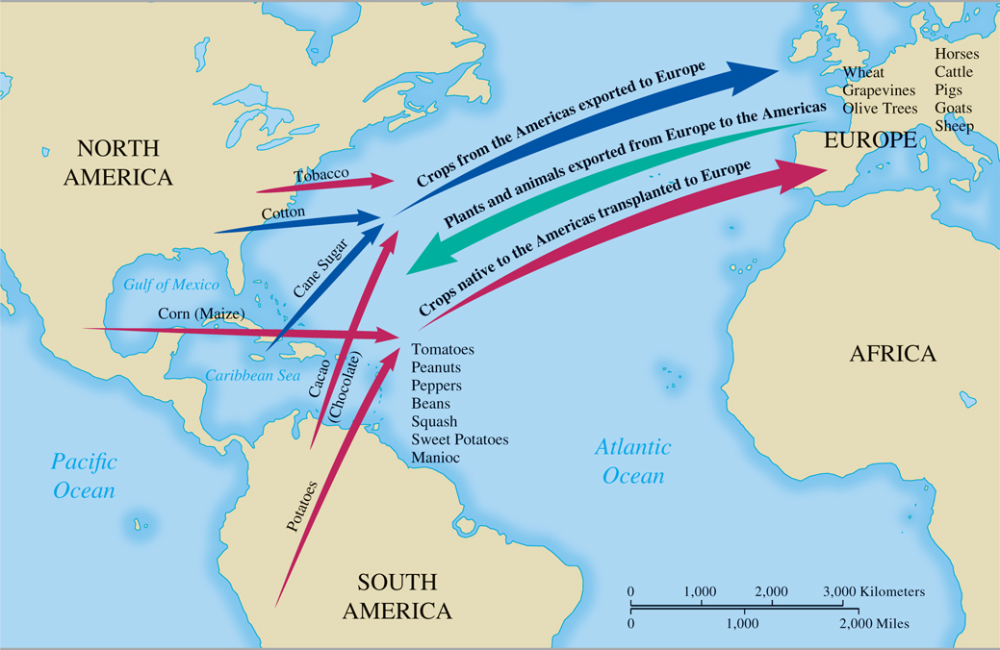 Horses
Wheat
Cattle
Grapevines
Pigs
Olive Trees
Goats
Sheep
EUROPE
Crops from the Americas exported to Europe
Plants and animals exported from Europe to the Americas
Crops native to the Americas transplanted to Europe
NORTH
AMERICA
Tobacco
Cotton
Cane Sugar
Gulf of Mexico
Corn (Maize)
Caribbean Sea
Cacao
(Chocolate)
Potatoes
Tomatoes
Peanuts
Peppers
Beans
Squash
Sweet Potatoes
Manioc
AFRICA
Pacific
Ocean
Atlantic
Ocean
SOUTH
AMERICA
0 1,000 2,000 3,000 Kilometers
0 1,000 2,000 Miles